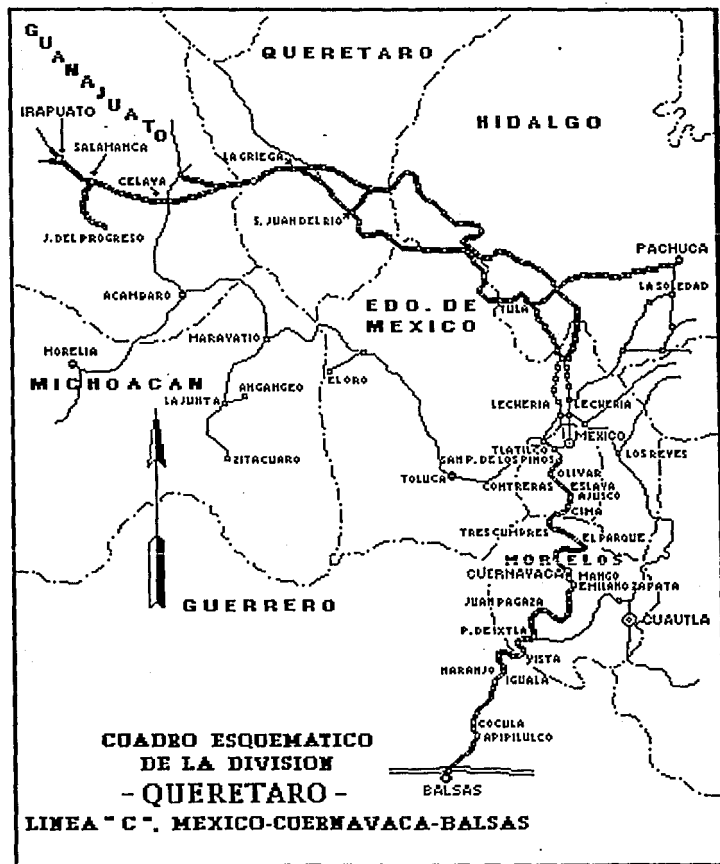 GUANAJUATO
QUERETARO
HIDALGO
IRAPUATO
SALAMANCA
LA GRIEGA
CELAYA
S. JUAN DEL RIO
J. DEL PROGRESO
PACHUCA
LA SOLEDAD
ACAMBARO
EDO. DE
MEXICO
TULA
MARAVATIO
MORELIA
MICHOACAN
EL ORO
ANGANGEO
LA JUNTA
LECHERIA
LECHERIA
MEXICO
TLATILCO
SAN P. DE LOS PINOS
LOS REYES
ZITACUARO
TOLUCA
OLIVAR
CONTRERAS
ESLAVA
AJUSCO
CIMA
TRES CUMBRES
EL PARQUE
MORELOS
CUERNAVACA
MANGO
EMILIANO ZAPATA
JUAN PAGAZA
GUERRERO
CUAUTLA
P. DE IXTLA
VISTA
NARANJO
IGUALA
COCULA
APIPILULCO
BALSAS
CUADRO ESQUEMATICO
DE LA DIVISION
- QUERETARO -
LINEA "C", MEXICO-CUERNAVACA-BALSAS